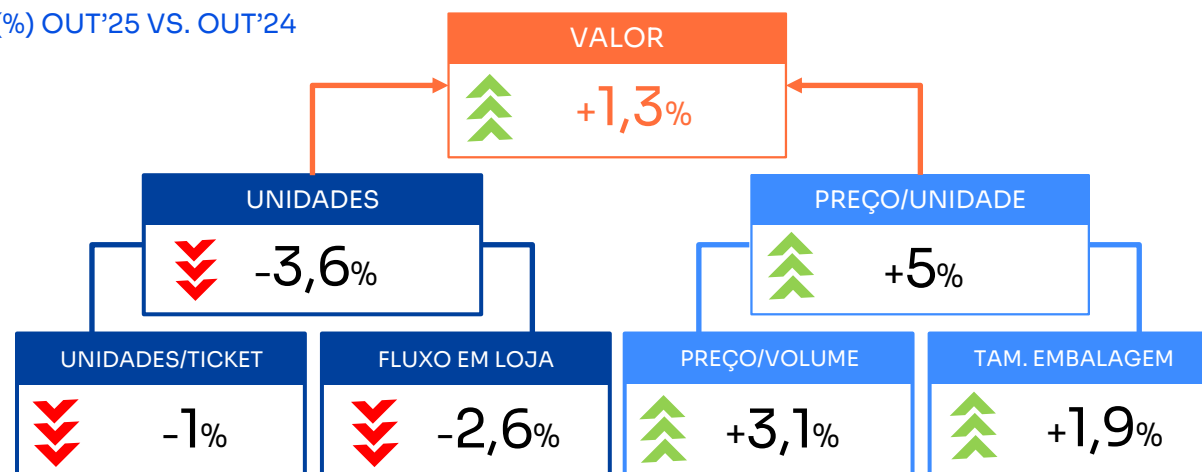 (%) OUT'25 VS. OUT'24
VALOR
+1,3%
UNIDADES
-3,6%
PREÇO/UNIDADE
+5%
UNIDADES/TICKET
-1%
FLUXO EM LOJA
-2,6%
PREÇO/VOLUME
+3,1%
TAM. EMBALAGEM
+1,9%